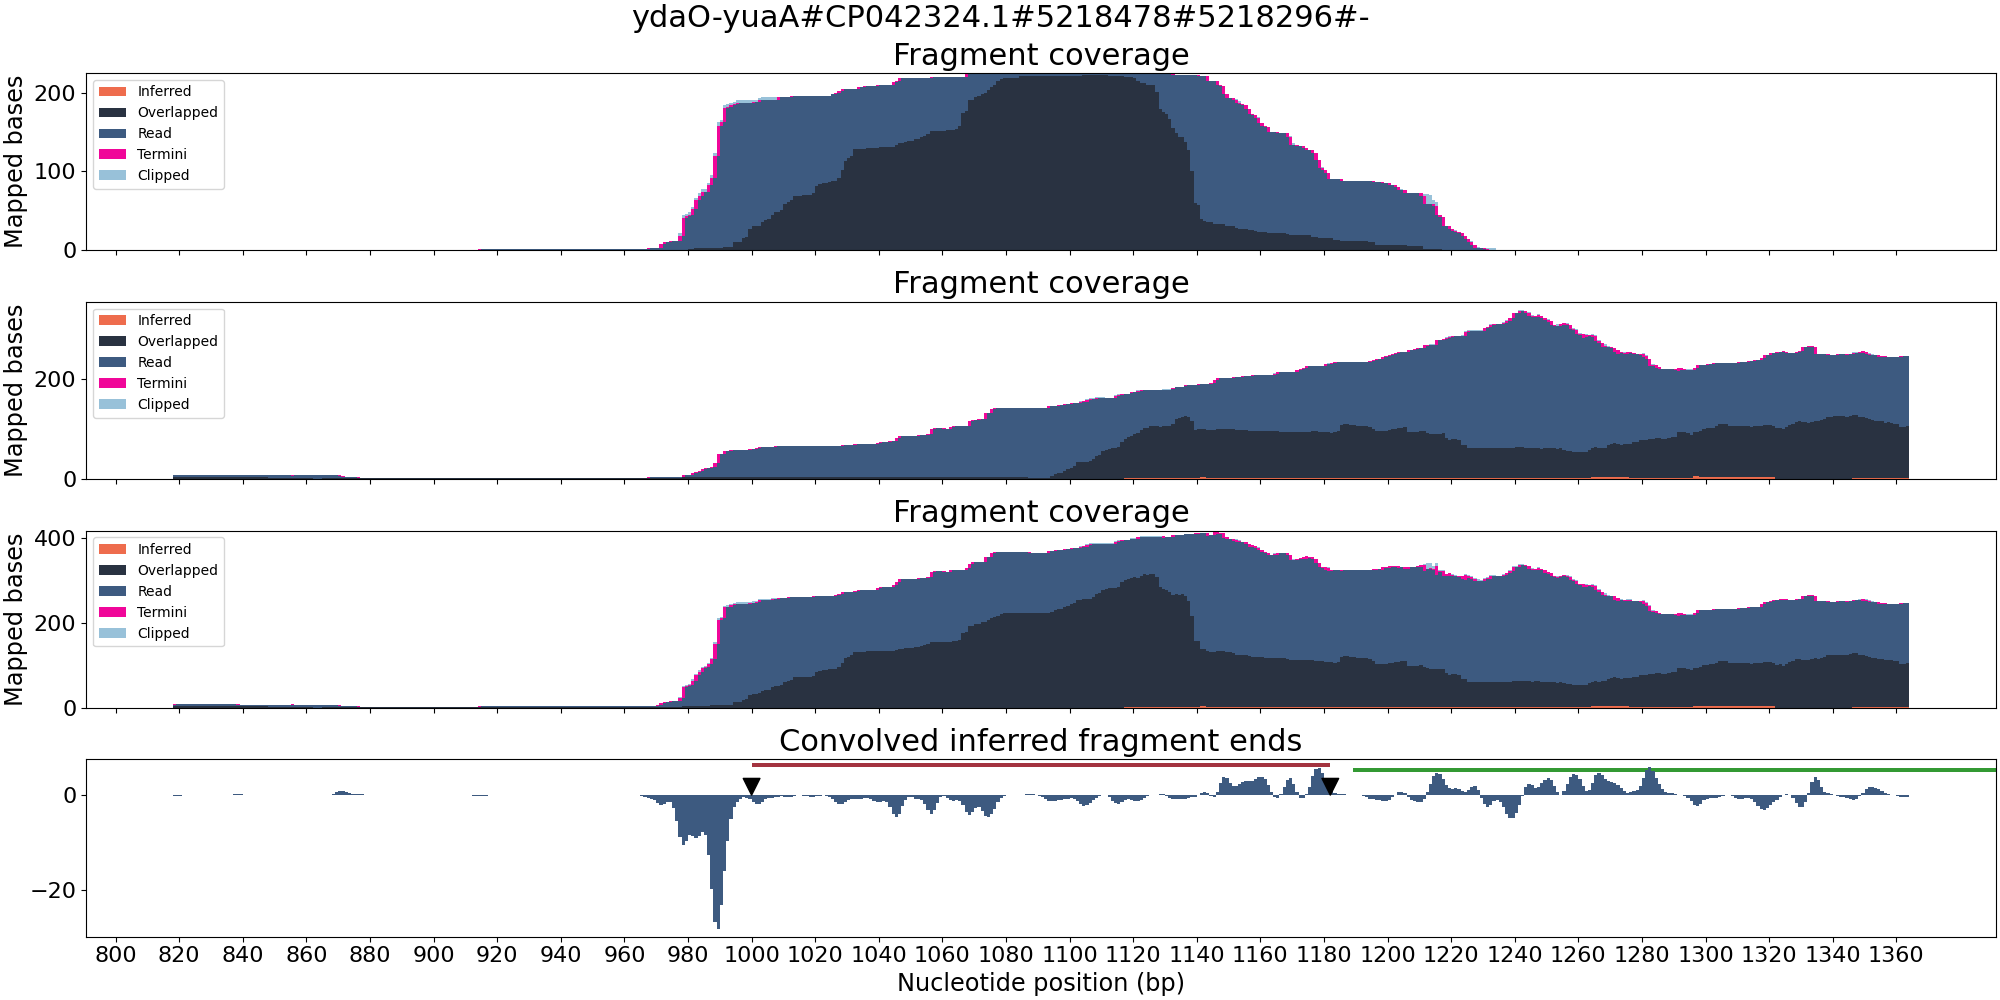 ydaO-yuaA#CP042324.1#5218478#5218296#-
Fragment coverage
Mapped bases
200
100
0
Inferred
Overlapped
Read
Termini
Clipped
Fragment coverage
Mapped bases
200
0
Inferred
Overlapped
Read
Termini
Clipped
Fragment coverage
Mapped bases
400
200
0
Inferred
Overlapped
Read
Termini
Clipped
Convolved inferred fragment ends
0
−20
800 820 840 860 880 900 920 940 960 980 1000 1020 1040 1060 1080 1100 1120 1140 1160 1180 1200 1220 1240 1260 1280 1300 1320 1340 1360
Nucleotide position (bp)